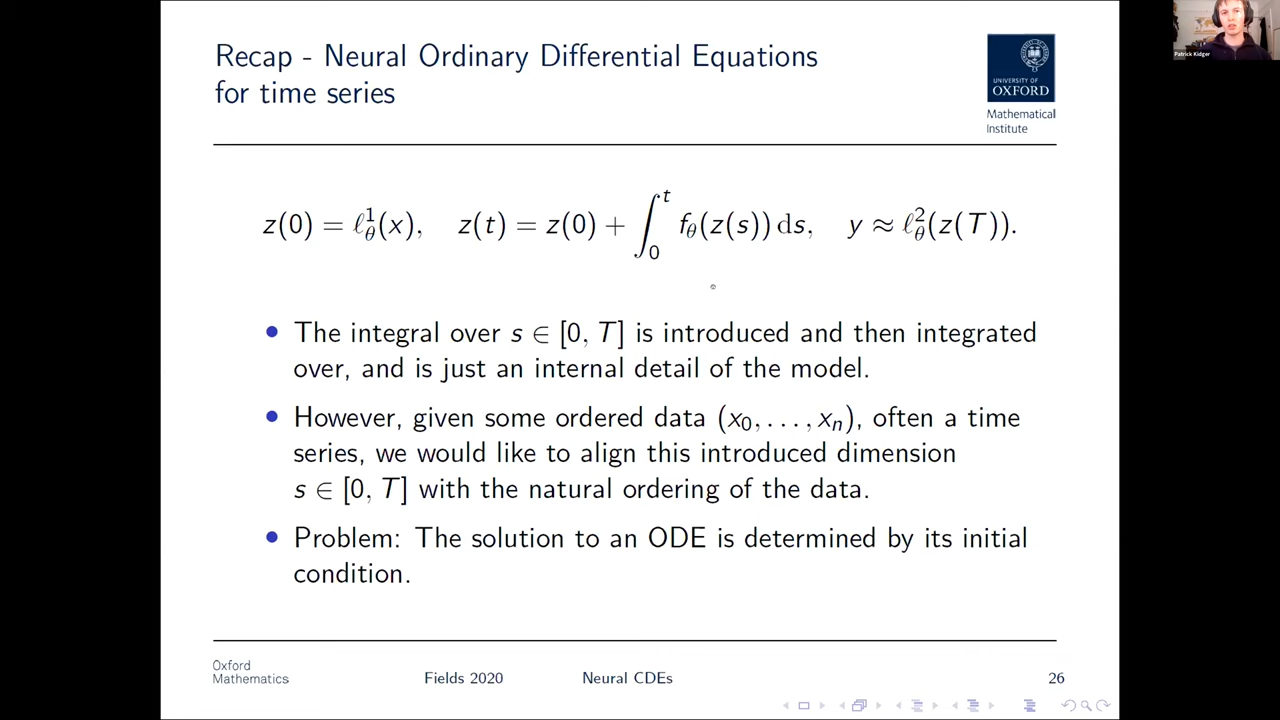 Recap - Neural Ordinary Differential Equations
for time series
UNIVERSITY OF
OXFORD
Mathematical
Institute
Patrick Kidger
z(0) = ℓ¹_θ(x), z(t) = z(0) + ∫₀ᵗ f_θ(z(s)) ds, y ≈ ℓ²_θ(z(T)).
• The integral over s ∈ [0, T] is introduced and then integrated
over, and is just an internal detail of the model.
• However, given some ordered data (x₀, . . . , xₙ), often a time
series, we would like to align this introduced dimension
s ∈ [0, T] with the natural ordering of the data.
• Problem: The solution to an ODE is determined by its initial
condition.
Oxford
Mathematics
Fields 2020
Neural CDEs
26